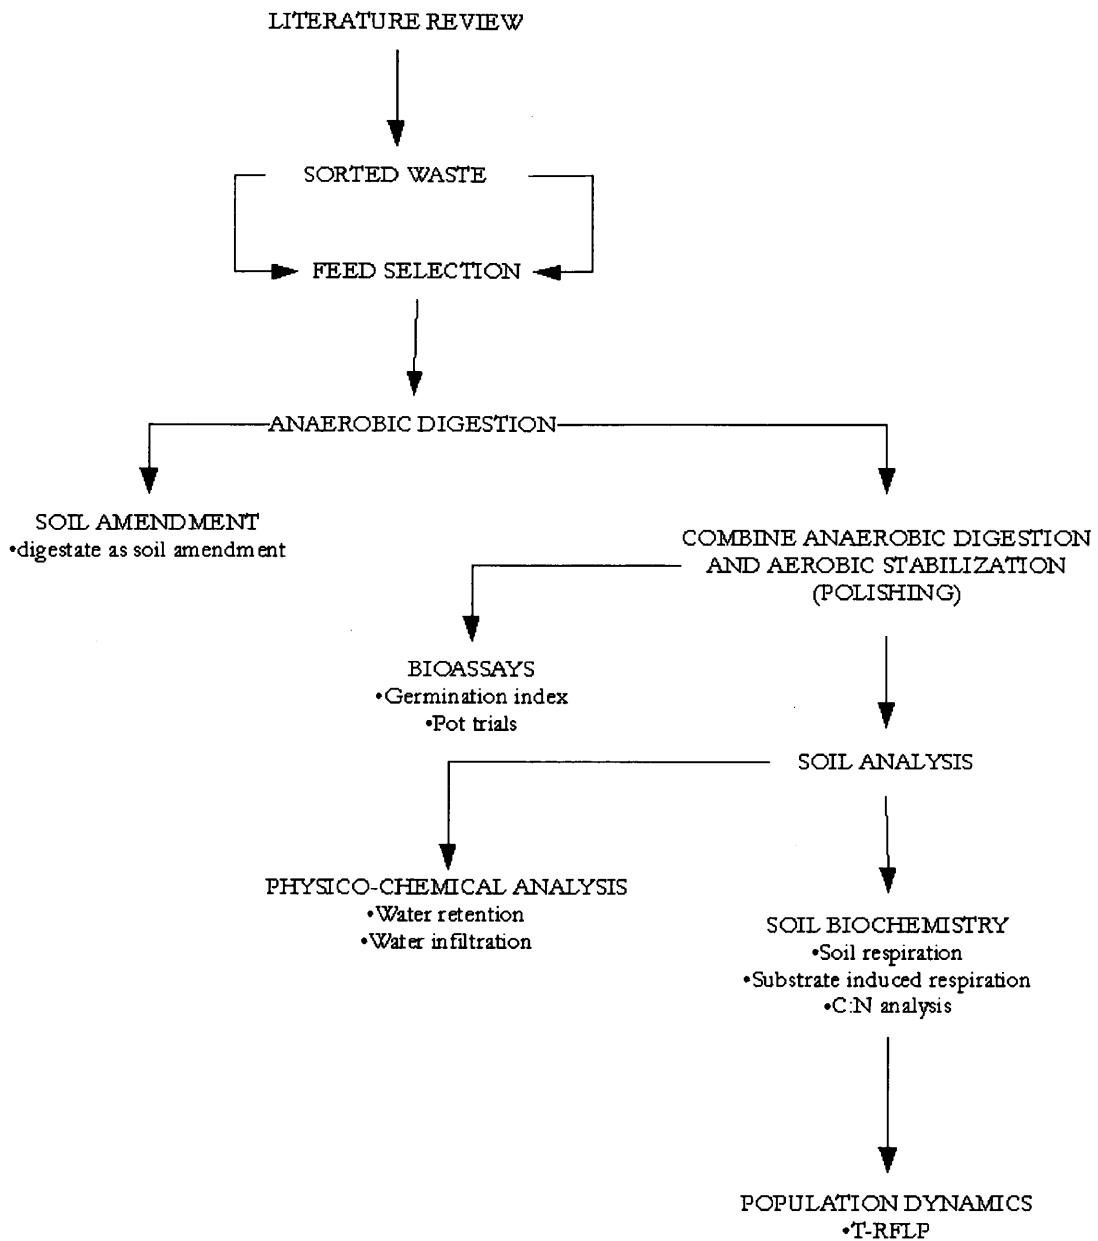 LITERATURE REVIEW
SORTED WASTE
FEED SELECTION
ANAEROBIC DIGESTION
SOIL AMENDMENT
•digestate as soil amendment
COMBINE ANAEROBIC DIGESTION
AND AEROBIC STABILIZATION
(POLISHING)
BIOASSAYS
•Germination index
•Pot trials
SOIL ANALYSIS
PHYSICO-CHEMICAL ANALYSIS
•Water retention
•Water infiltration
SOIL BIOCHEMISTRY
•Soil respiration
•Substrate induced respiration
•C:N analysis
POPULATION DYNAMICS
•T-RFLP